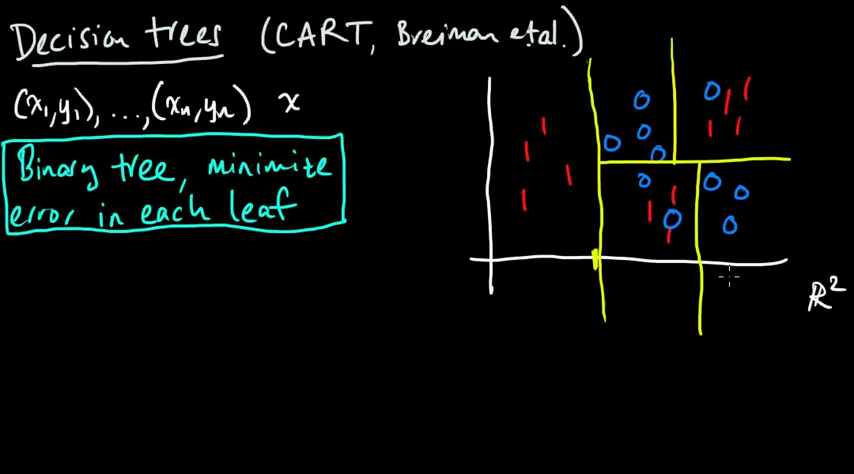 Decision trees (CART, Breiman et al.)
(x₁,y₁), ..., (xₙ,yₙ) x
Binary tree, minimize
error in each leaf
ℝ²